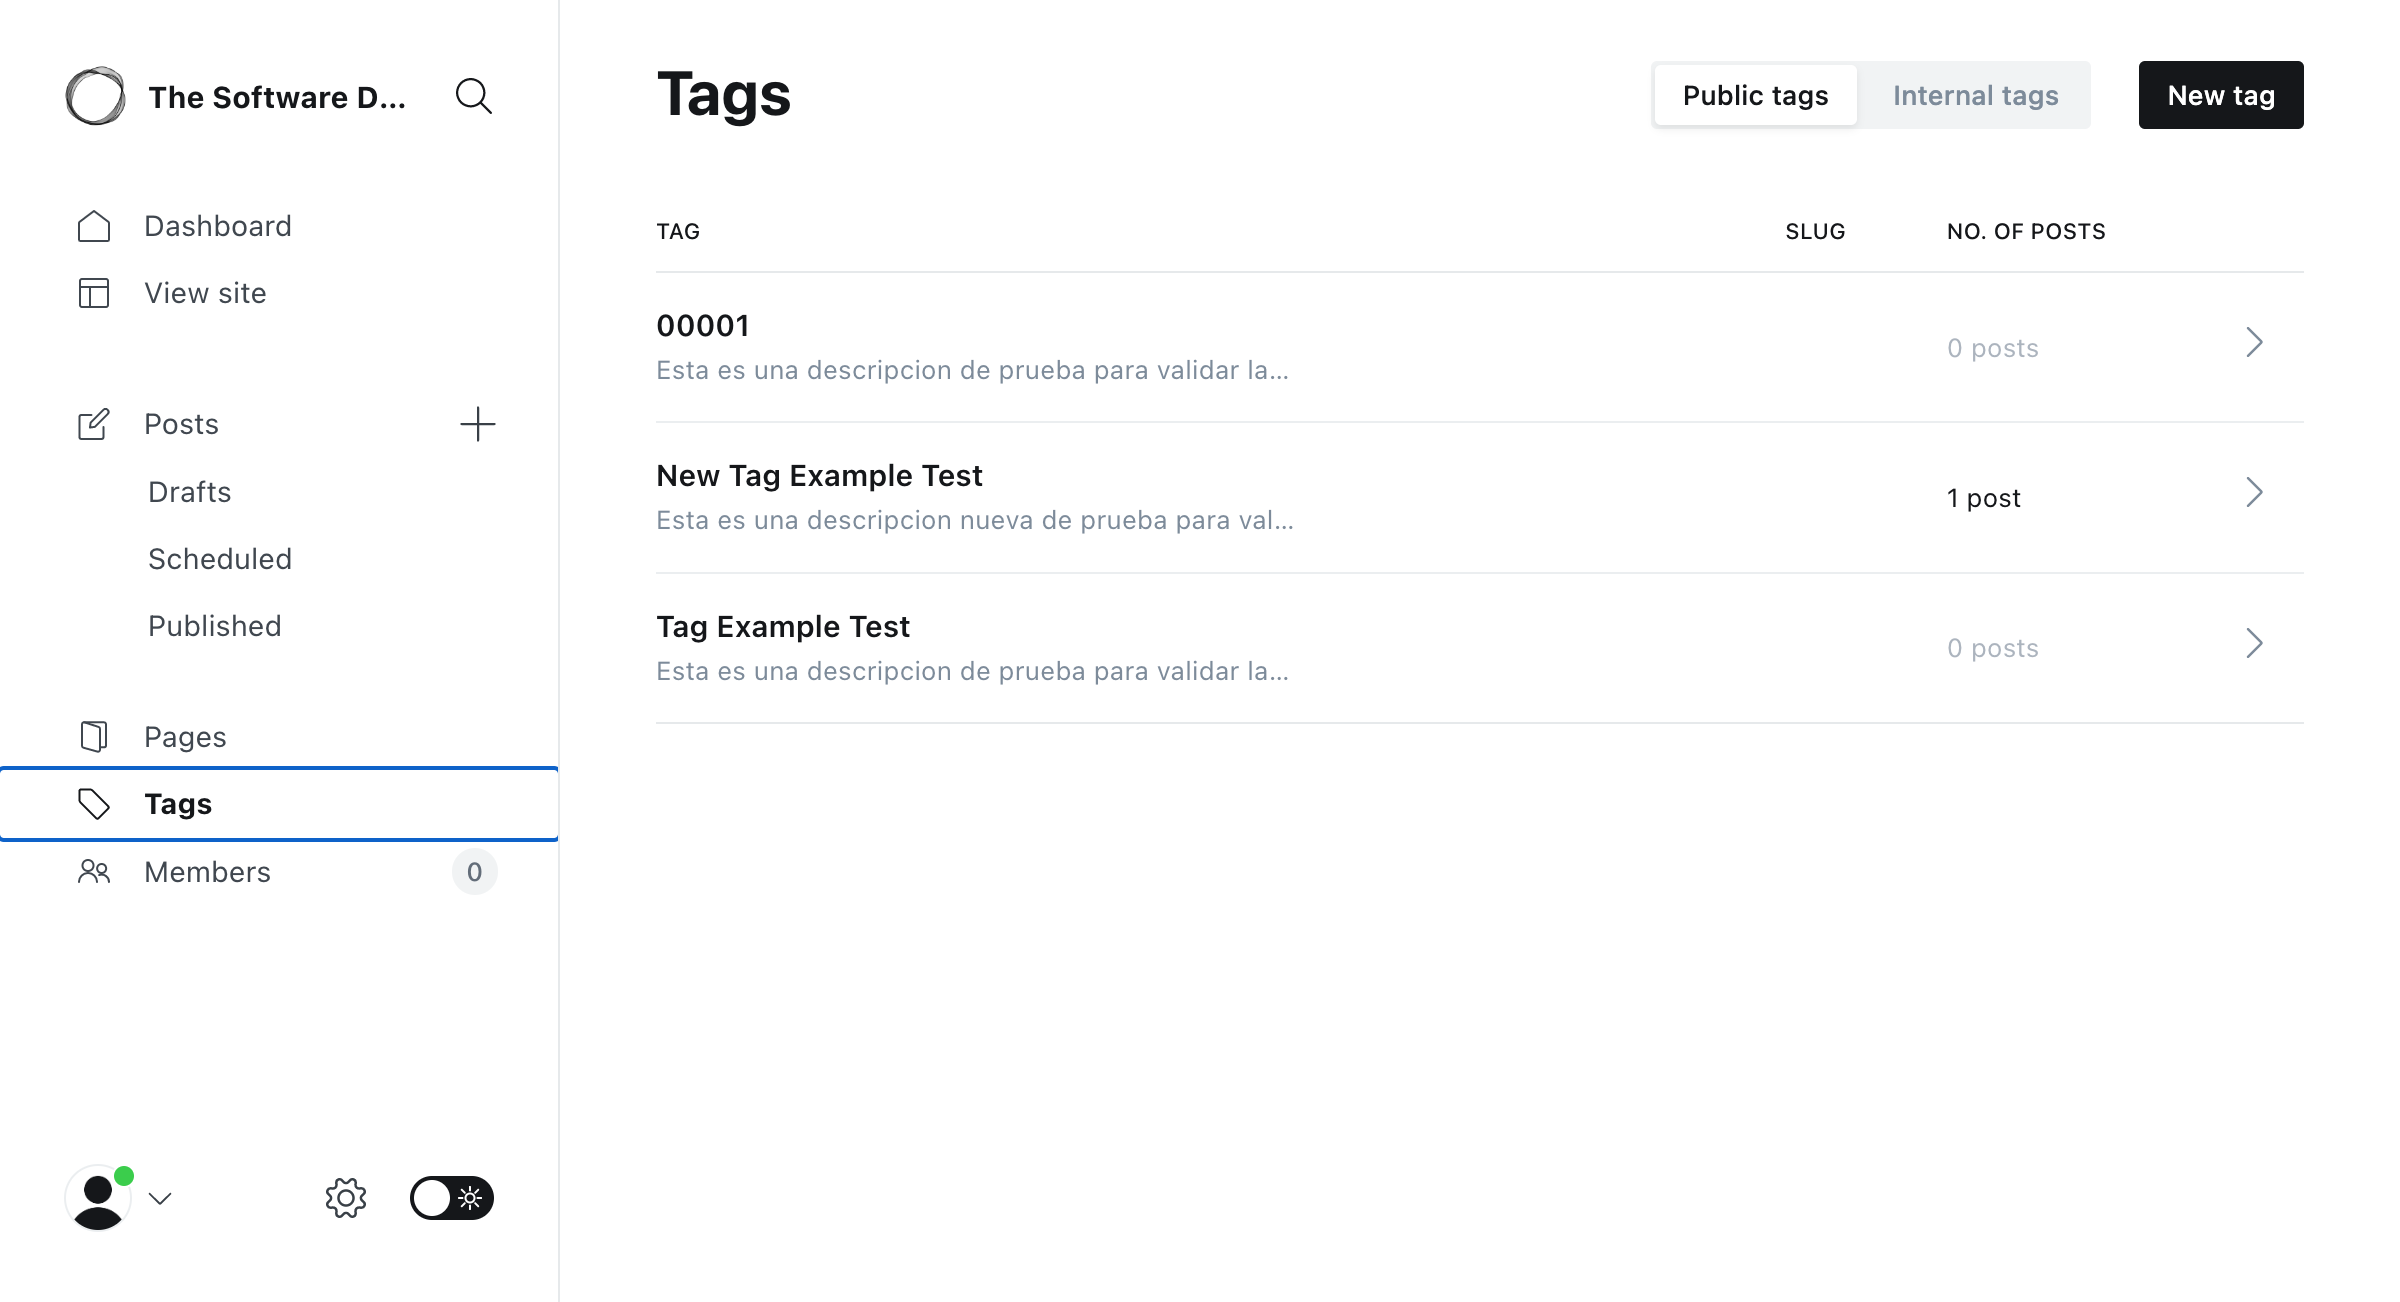 The Software D...
Dashboard
View site
Posts
Drafts
Scheduled
Published
Pages
Tags
Members
0
Tags
Public tags
Internal tags
New tag
TAG
SLUG
NO. OF POSTS
00001
Esta es una descripcion de prueba para validar la...
0 posts
New Tag Example Test
Esta es una descripcion nueva de prueba para val...
1 post
Tag Example Test
Esta es una descripcion de prueba para validar la...
0 posts